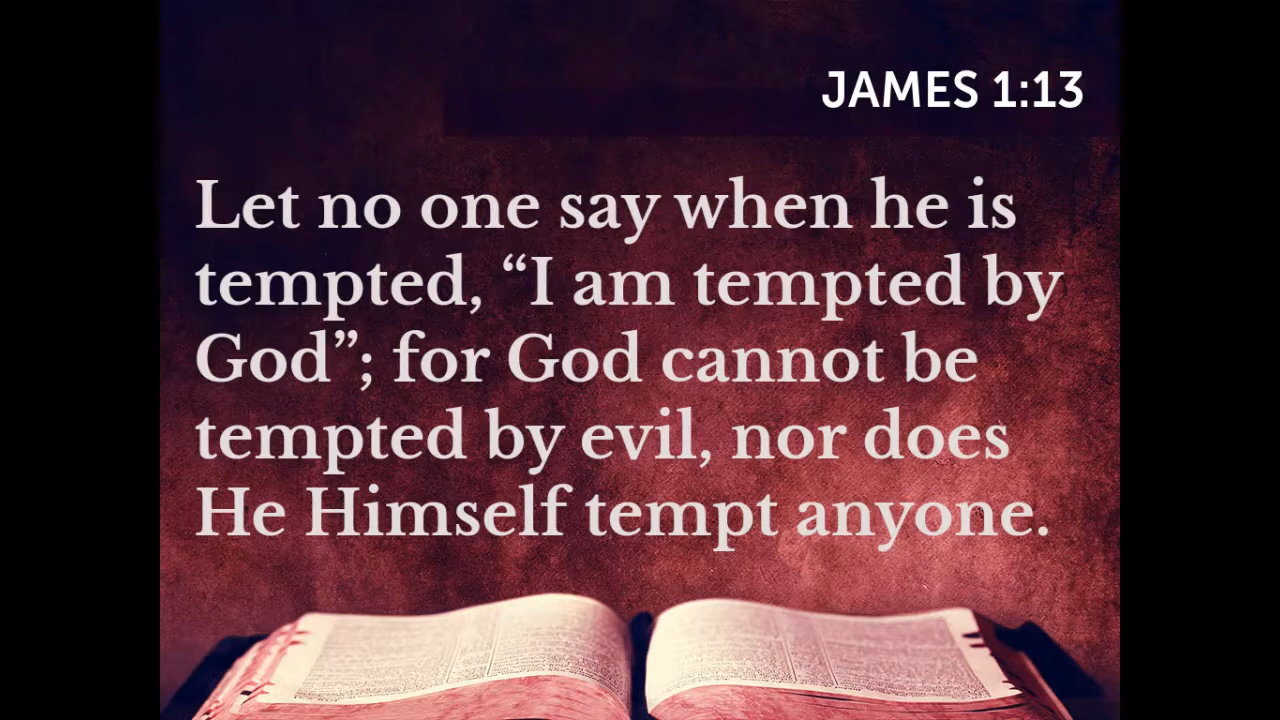 JAMES 1:13
Let no one say when he is
tempted, “I am tempted by
God”; for God cannot be
tempted by evil, nor does
He Himself tempt anyone.